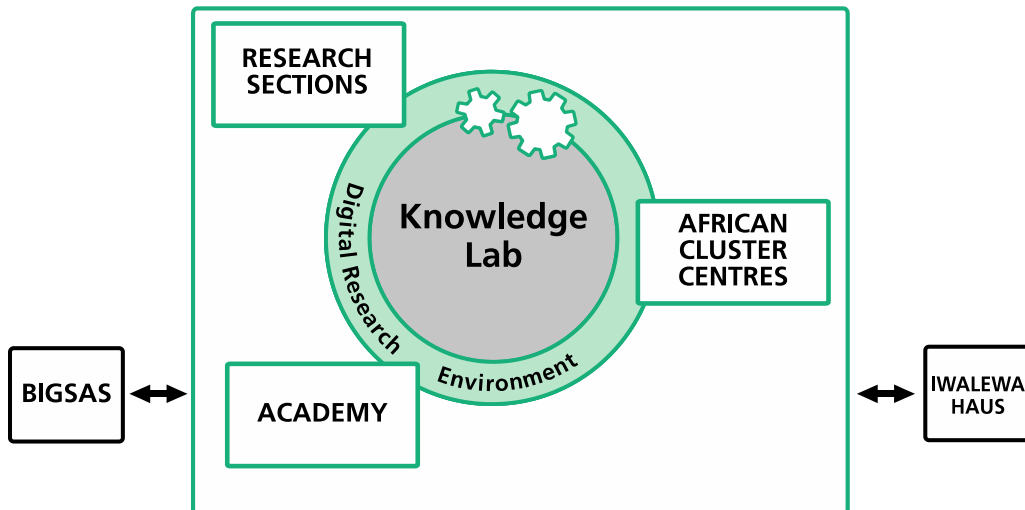 RESEARCH
SECTIONS
Knowledge
Lab
Digital Research Environment
AFRICAN
CLUSTER
CENTRES
BIGSAS
ACADEMY
IWALEWA
HAUS